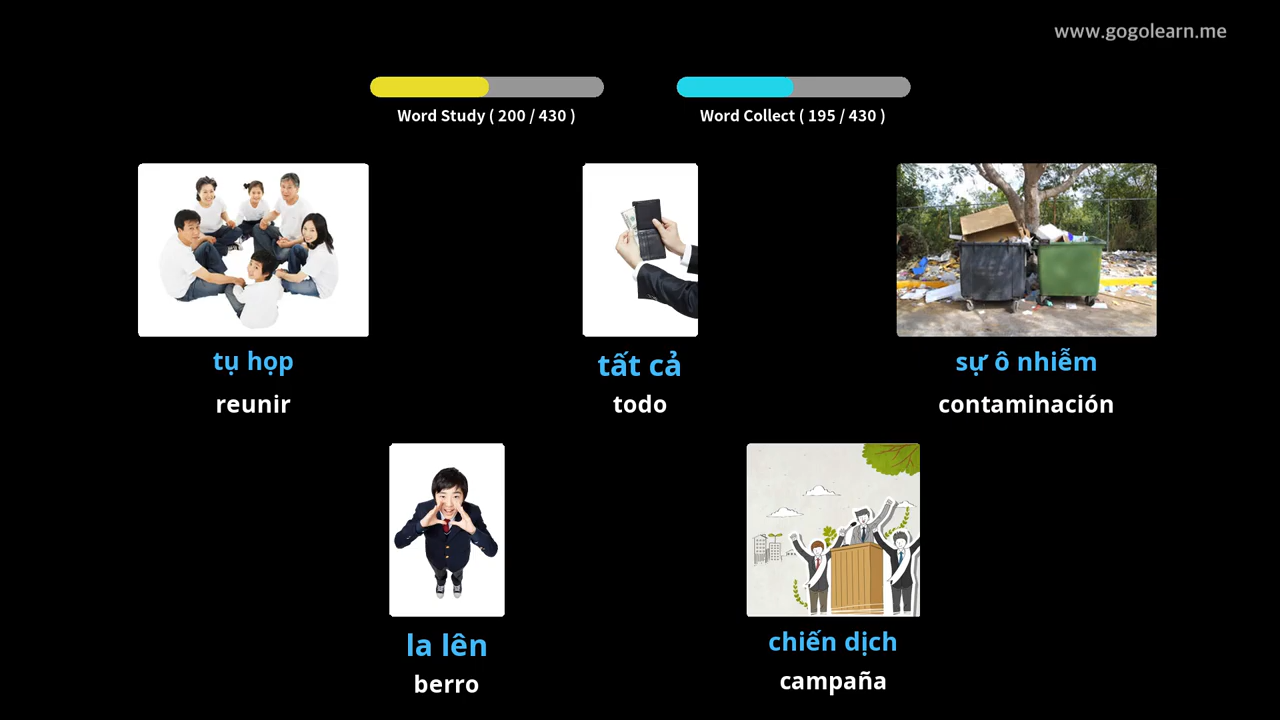 www.gogolearn.me
Word Study ( 200 / 430 )
Word Collect ( 195 / 430 )
tụ họp
reunir
tất cả
todo
sự ô nhiễm
contaminación
la lên
berro
chiến dịch
campaña